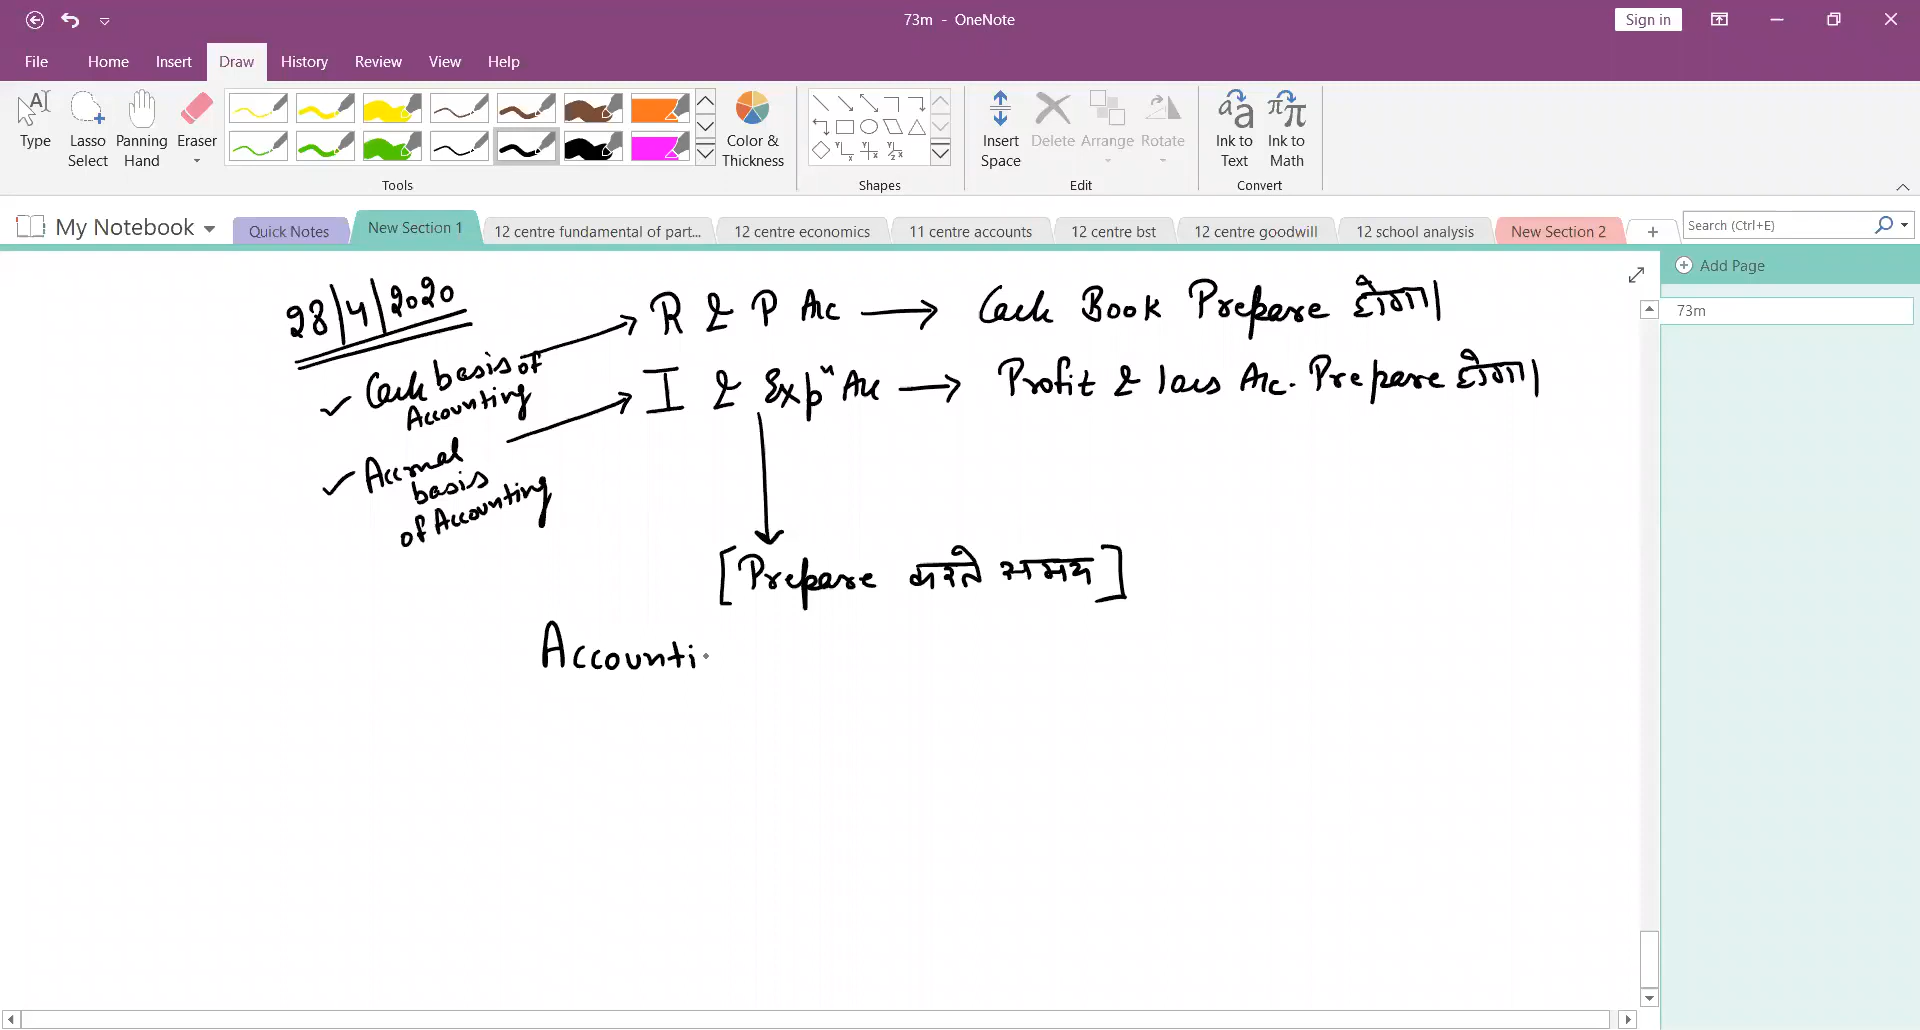 73m - OneNote
Sign in
File Home Insert Draw History Review View Help
Type
Lasso Select
Panning Hand
Eraser
Color & Thickness
Insert Space
Delete
Arrange
Rotate
Ink to Text
Ink to Math
Tools Shapes Edit Convert
My Notebook Quick Notes New Section 1 12 centre fundamental of part... 12 centre economics 11 centre accounts 12 centre bst 12 centre goodwill 12 school analysis New Section 2 Search (Ctrl+E)
Add Page
73m
28/4/2020
R & P A/c → Cash Book Prepare होगा।
✓ Cash basis of
Accounting
I & Expⁿ A/c → Profit & loss A/c. Prepare होगा।
✓ Accrual
basis
of Accounting
[Prepare करते समय]
Accounti